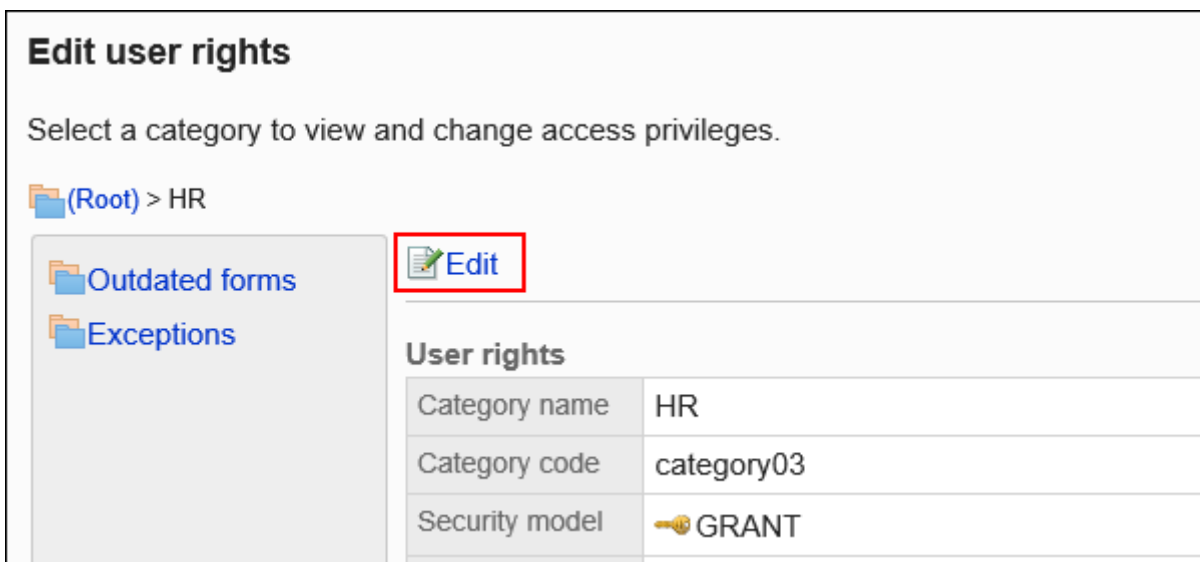 Edit user rights
Select a category to view and change access privileges.
(Root) > HR
Outdated forms
Exceptions
Edit
User rights
Category name HR
Category code category03
Security model GRANT